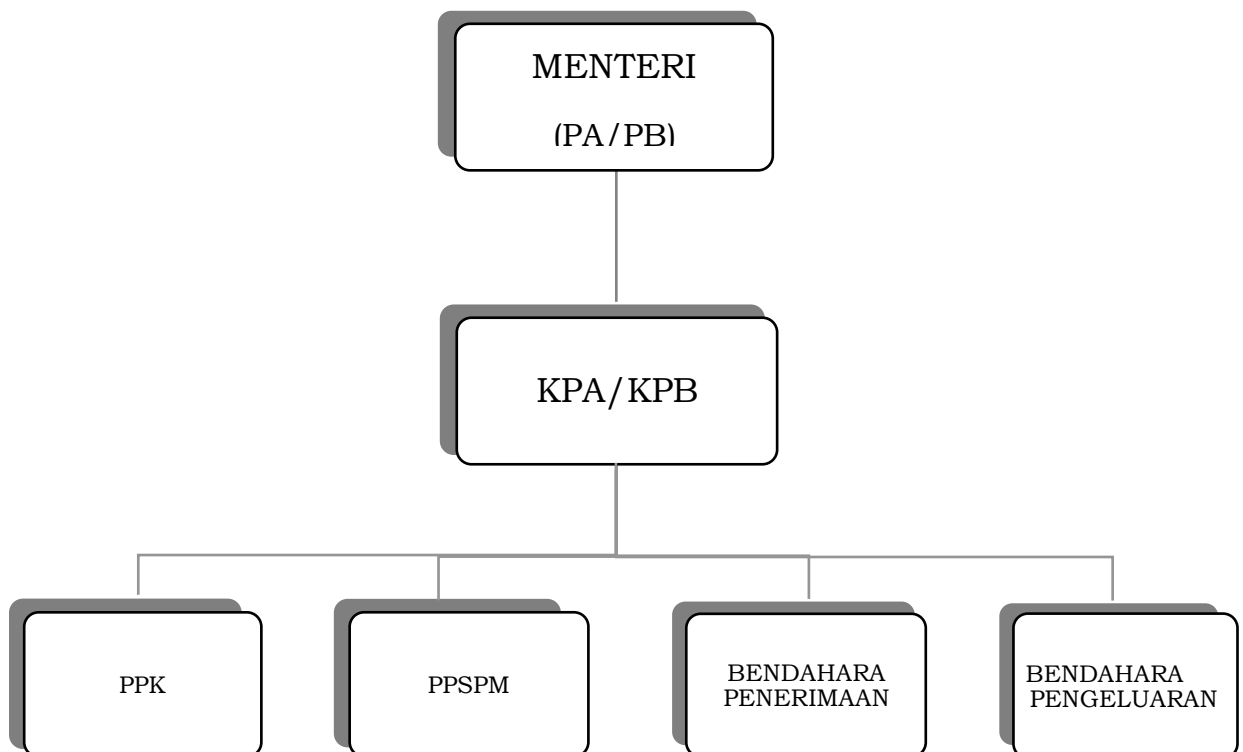 MENTERI
(PA/PB)
KPA/KPB
PPK
PPSPM
BENDAHARA
PENERIMAAN
BENDAHARA
PENGELUARAN